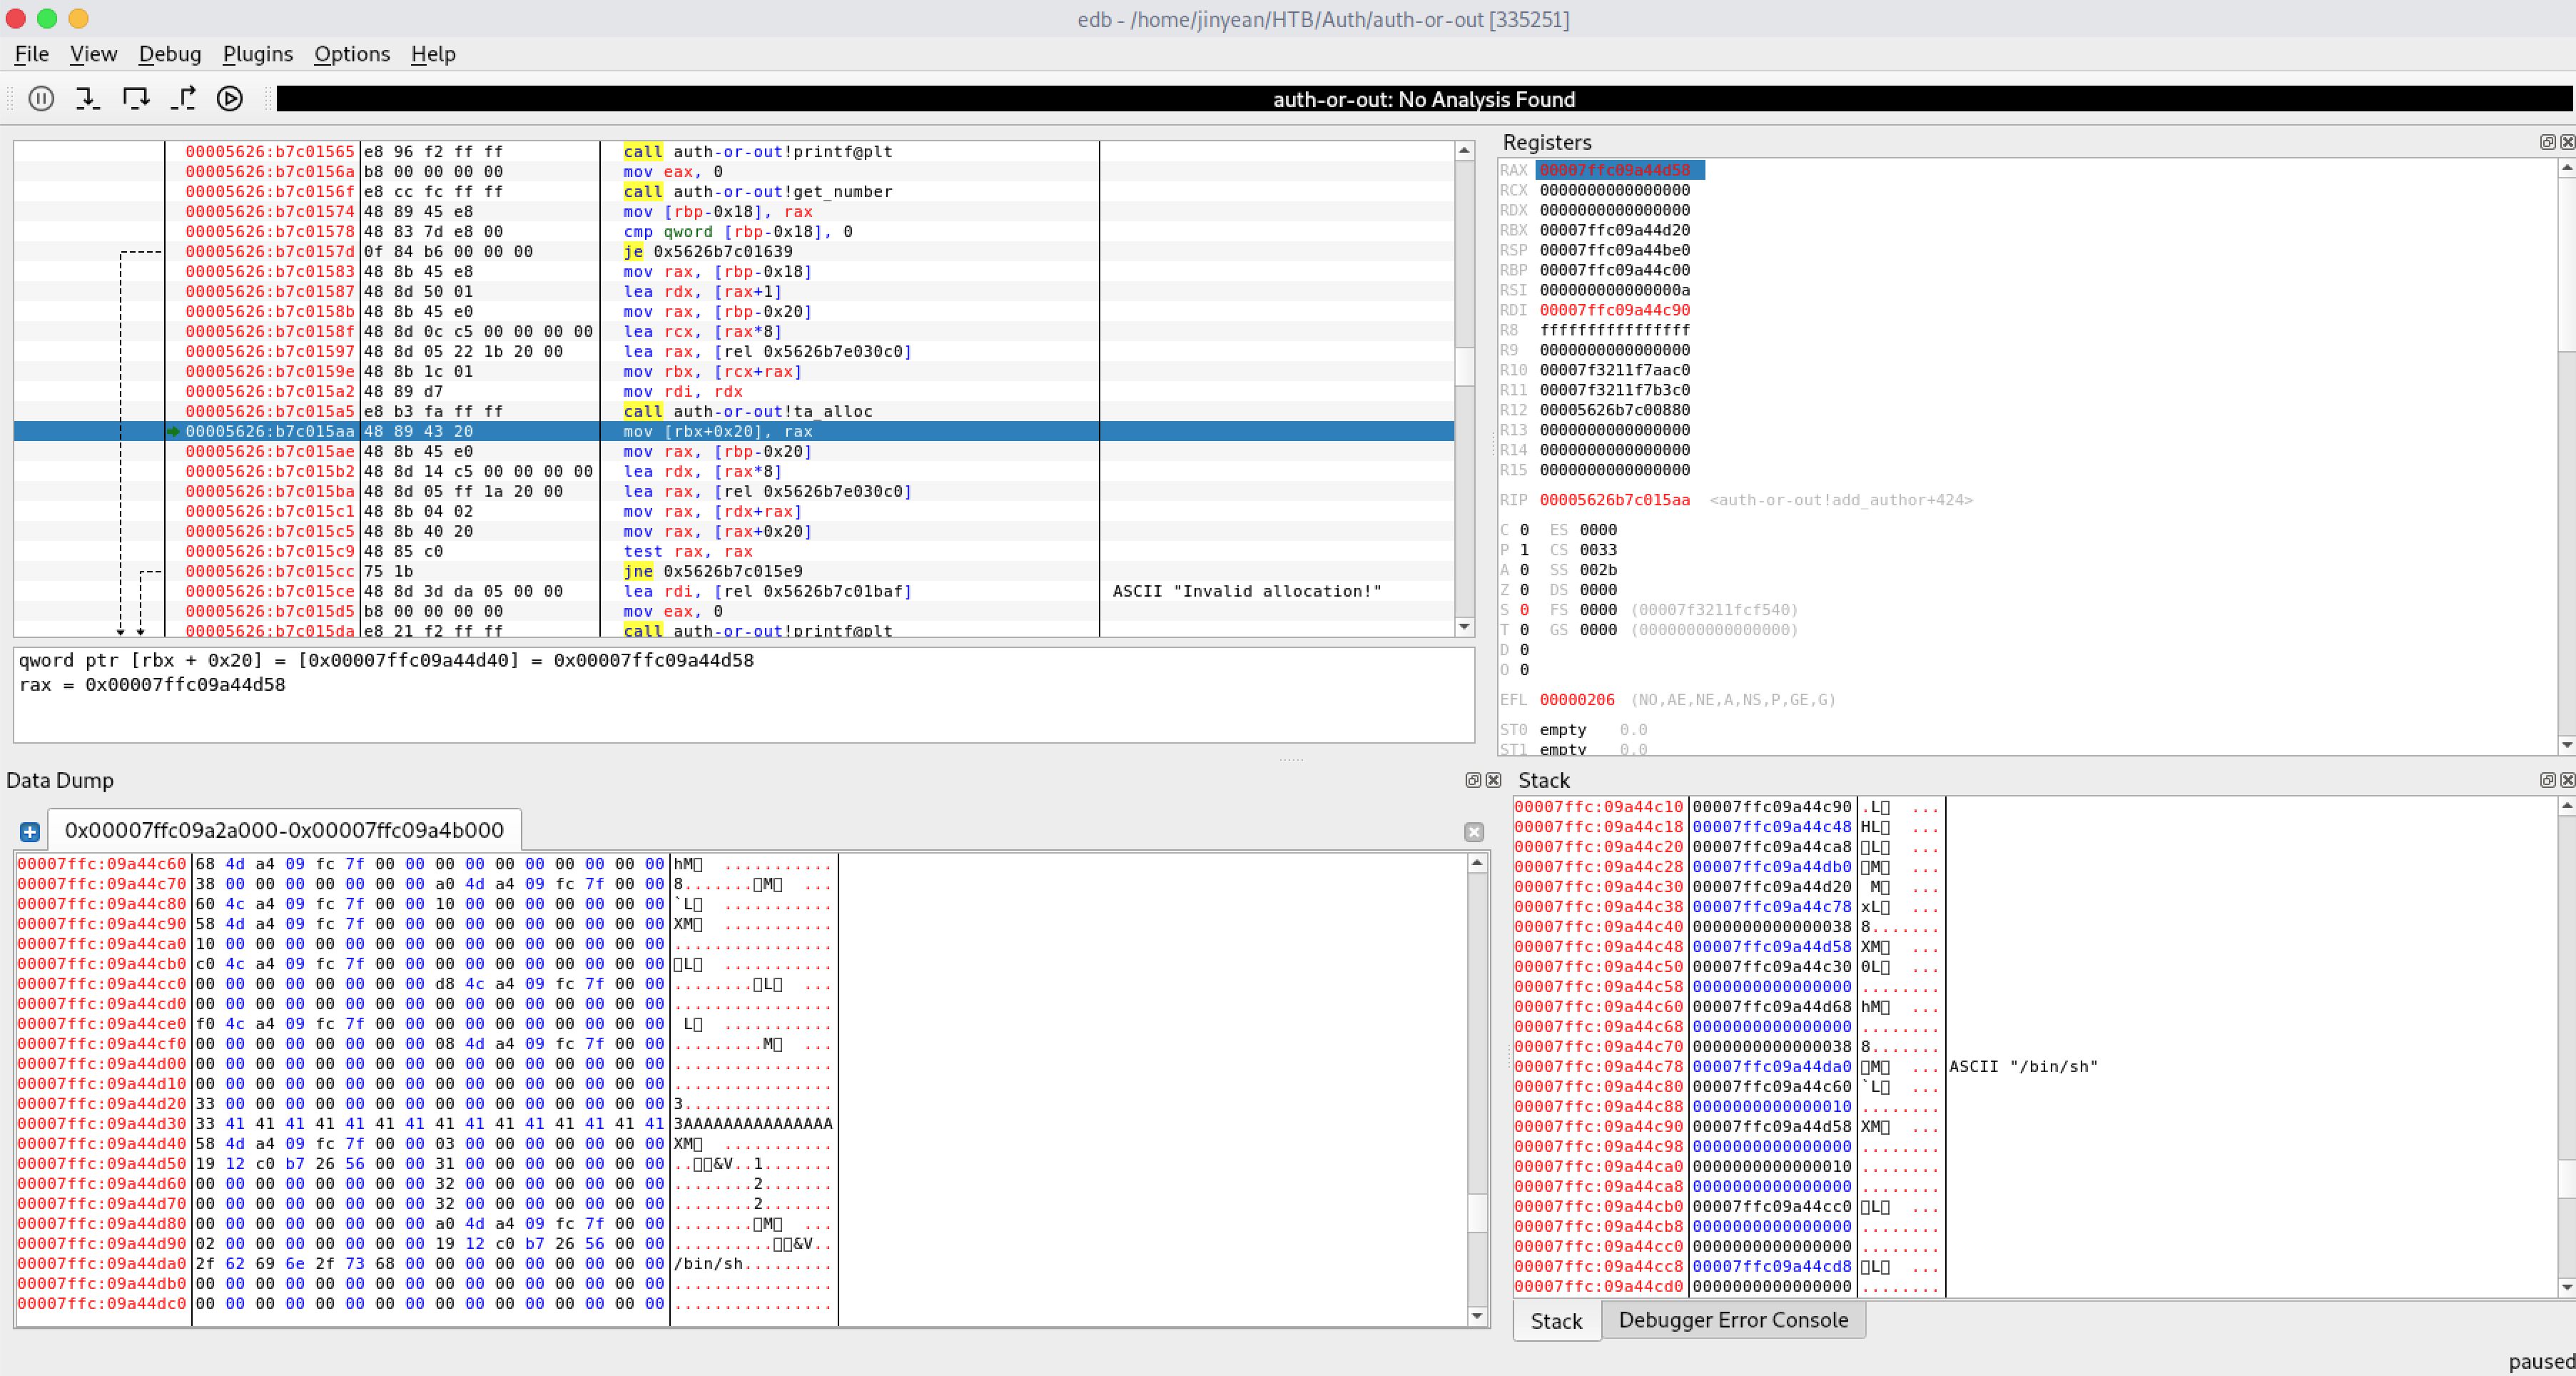 edb - /home/jinyean/HTB/Auth/auth-or-out [335251]
File View Debug Plugins Options Help
auth-or-out: No Analysis Found
00005626:b7c01565 e8 96 f2 ff ff call auth-or-out!printf@plt
00005626:b7c0156a b8 00 00 00 00 mov eax, 0
00005626:b7c0156f e8 cc fc ff ff call auth-or-out!get_number
00005626:b7c01574 48 89 45 e8 mov [rbp-0x18], rax
00005626:b7c01578 48 83 7d e8 00 cmp qword [rbp-0x18], 0
00005626:b7c0157d 0f 84 b6 00 00 00 je 0x5626b7c01639
00005626:b7c01583 48 8b 45 e8 mov rax, [rbp-0x18]
00005626:b7c01587 48 8d 50 01 lea rdx, [rax+1]
00005626:b7c0158b 48 8b 45 e0 mov rax, [rbp-0x20]
00005626:b7c0158f 48 8d 0c c5 00 00 00 00 lea rcx, [rax*8]
00005626:b7c01597 48 8d 05 22 1b 20 00 lea rax, [rel 0x5626b7e030c0]
00005626:b7c0159e 48 8b 1c 01 mov rbx, [rcx+rax]
00005626:b7c015a2 48 89 d7 mov rdi, rdx
00005626:b7c015a5 e8 b3 fa ff ff call auth-or-out!ta_alloc
00005626:b7c015aa 48 89 43 20 mov [rbx+0x20], rax
00005626:b7c015ae 48 8b 45 e0 mov rax, [rbp-0x20]
00005626:b7c015b2 48 8d 14 c5 00 00 00 00 lea rdx, [rax*8]
00005626:b7c015ba 48 8d 05 ff 1a 20 00 lea rax, [rel 0x5626b7e030c0]
00005626:b7c015c1 48 8b 04 02 mov rax, [rdx+rax]
00005626:b7c015c5 48 8b 40 20 mov rax, [rax+0x20]
00005626:b7c015c9 48 85 c0 test rax, rax
00005626:b7c015cc 75 1b jne 0x5626b7c015e9
00005626:b7c015ce 48 8d 3d da 05 00 00 lea rdi, [rel 0x5626b7c01baf] ASCII "Invalid allocation!"
00005626:b7c015d5 b8 00 00 00 00 mov eax, 0
00005626:b7c015da e8 21 f2 ff ff call auth-or-out!printf@plt
qword ptr [rbx + 0x20] = [0x00007ffc09a44d40] = 0x00007ffc09a44d58
rax = 0x00007ffc09a44d58
Registers
RAX 00007ffc09a44d58
RCX 0000000000000000
RDX 0000000000000000
RBX 00007ffc09a44d20
RSP 00007ffc09a44be0
RBP 00007ffc09a44c00
RSI 000000000000000a
RDI 00007ffc09a44c90
R8 ffffffffffffffff
R9 0000000000000000
R10 00007f3211f7aac0
R11 00007f3211f7b3c0
R12 00005626b7c00880
R13 0000000000000000
R14 0000000000000000
R15 0000000000000000
RIP 00005626b7c015aa <auth-or-out!add_author+424>
C 0 ES 0000
P 1 CS 0033
A 0 SS 002b
Z 0 DS 0000
S 0 FS 0000 (00007f3211fcf540)
T 0 GS 0000 (0000000000000000)
D 0
O 0
EFL 00000206 (NO,AE,NE,A,NS,P,GE,G)
ST0 empty 0.0
ST1 empty 0.0
Data Dump
0x00007ffc09a2a000-0x00007ffc09a4b000
00007ffc:09a44c60 68 4d a4 09 fc 7f 00 00 00 00 00 00 00 00 00 00 hM ...........
00007ffc:09a44c70 38 00 00 00 00 00 00 00 a0 4d a4 09 fc 7f 00 00 8.......M ...
00007ffc:09a44c80 60 4c a4 09 fc 7f 00 00 10 00 00 00 00 00 00 00 `L ...........
00007ffc:09a44c90 58 4d a4 09 fc 7f 00 00 00 00 00 00 00 00 00 00 XM ...........
00007ffc:09a44ca0 10 00 00 00 00 00 00 00 00 00 00 00 00 00 00 00 ................
00007ffc:09a44cb0 c0 4c a4 09 fc 7f 00 00 00 00 00 00 00 00 00 00 L ...........
00007ffc:09a44cc0 00 00 00 00 00 00 00 00 d8 4c a4 09 fc 7f 00 00 ........L ...
00007ffc:09a44cd0 00 00 00 00 00 00 00 00 00 00 00 00 00 00 00 00 ................
00007ffc:09a44ce0 f0 4c a4 09 fc 7f 00 00 00 00 00 00 00 00 00 00 L ...........
00007ffc:09a44cf0 00 00 00 00 00 00 00 00 08 4d a4 09 fc 7f 00 00 .........M ...
00007ffc:09a44d00 00 00 00 00 00 00 00 00 00 00 00 00 00 00 00 00 ................
00007ffc:09a44d10 00 00 00 00 00 00 00 00 00 00 00 00 00 00 00 00 ................
00007ffc:09a44d20 33 00 00 00 00 00 00 00 00 00 00 00 00 00 00 00 3...............
00007ffc:09a44d30 33 41 41 41 41 41 41 41 41 41 41 41 41 41 41 41 3AAAAAAAAAAAAAAA
00007ffc:09a44d40 58 4d a4 09 fc 7f 00 00 03 00 00 00 00 00 00 00 XM ...........
00007ffc:09a44d50 19 12 c0 b7 26 56 00 00 31 00 00 00 00 00 00 00 ..&V..1.......
00007ffc:09a44d60 00 00 00 00 00 00 00 00 32 00 00 00 00 00 00 00 ........2.......
00007ffc:09a44d70 00 00 00 00 00 00 00 00 32 00 00 00 00 00 00 00 ........2.......
00007ffc:09a44d80 00 00 00 00 00 00 00 00 a0 4d a4 09 fc 7f 00 00 ........M ...
00007ffc:09a44d90 02 00 00 00 00 00 00 00 19 12 c0 b7 26 56 00 00 ..........&V..
00007ffc:09a44da0 2f 62 69 6e 2f 73 68 00 00 00 00 00 00 00 00 00 /bin/sh.........
00007ffc:09a44db0 00 00 00 00 00 00 00 00 00 00 00 00 00 00 00 00 ................
00007ffc:09a44dc0 00 00 00 00 00 00 00 00 00 00 00 00 00 00 00 00 ................
Stack
00007ffc:09a44c10 00007ffc09a44c90 .L ...
00007ffc:09a44c18 00007ffc09a44c48 HL ...
00007ffc:09a44c20 00007ffc09a44ca8 L ...
00007ffc:09a44c28 00007ffc09a44db0 M ...
00007ffc:09a44c30 00007ffc09a44d20 M ...
00007ffc:09a44c38 00007ffc09a44c78 xL ...
00007ffc:09a44c40 0000000000000038 8.......
00007ffc:09a44c48 00007ffc09a44d58 XM ...
00007ffc:09a44c50 00007ffc09a44c30 0L ...
00007ffc:09a44c58 0000000000000000 ........
00007ffc:09a44c60 00007ffc09a44d68 hM ...
00007ffc:09a44c68 0000000000000000 ........
00007ffc:09a44c70 0000000000000038 8.......
00007ffc:09a44c78 00007ffc09a44da0 M ... ASCII "/bin/sh"
00007ffc:09a44c80 00007ffc09a44c60 `L ...
00007ffc:09a44c88 0000000000000010 ........
00007ffc:09a44c90 00007ffc09a44d58 XM ...
00007ffc:09a44c98 0000000000000000 ........
00007ffc:09a44ca0 0000000000000010 ........
00007ffc:09a44ca8 0000000000000000 ........
00007ffc:09a44cb0 00007ffc09a44cc0 L ...
00007ffc:09a44cb8 0000000000000000 ........
00007ffc:09a44cc0 0000000000000000 ........
00007ffc:09a44cc8 00007ffc09a44cd8 L ...
00007ffc:09a44cd0 0000000000000000 ........
Stack Debugger Error Console
paused